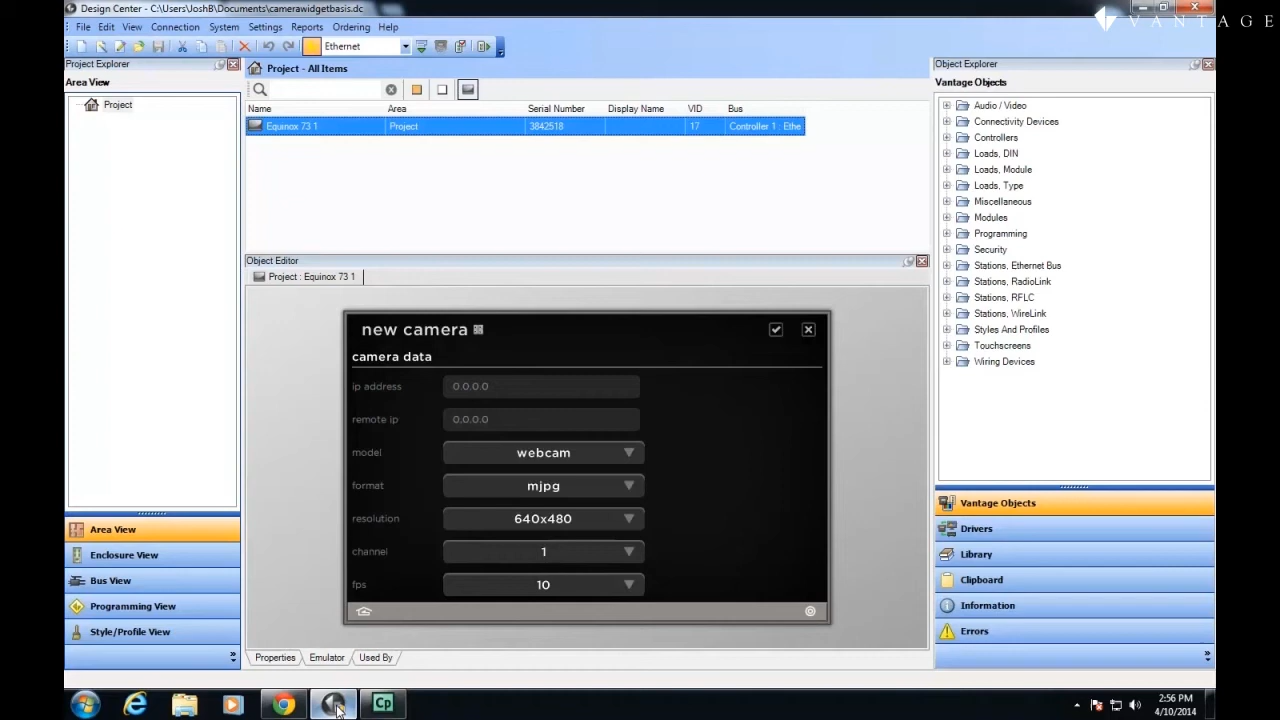 Design Center - C:\Users\JoshB\Documents\camerawidgetbasis.dc
VANTAGE
File Edit View Connection System Settings Reports Ordering Help
Ethernet
Project Explorer
Area View
Project
Area View
Enclosure View
Bus View
Programming View
Style/Profile View
Project - All Items
Name Area Serial Number Display Name VID Bus
Equinox 73 1 Project 3842518 17 Controller 1 : Ethe
Object Editor
Project : Equinox 73 1
new camera
camera data
ip address 0.0.0.0
remote ip 0.0.0.0
model webcam
format mjpg
resolution 640x480
channel 1
fps 10
Properties Emulator Used By
Object Explorer
Vantage Objects
Audio / Video
Connectivity Devices
Controllers
Loads, DIN
Loads, Module
Loads, Type
Miscellaneous
Modules
Programming
Security
Stations, Ethernet Bus
Stations, RadioLink
Stations, RFLC
Stations, WireLink
Styles And Profiles
Touchscreens
Wiring Devices
Vantage Objects
Drivers
Library
Clipboard
Information
Errors
Cp
2:56 PM
4/10/2014